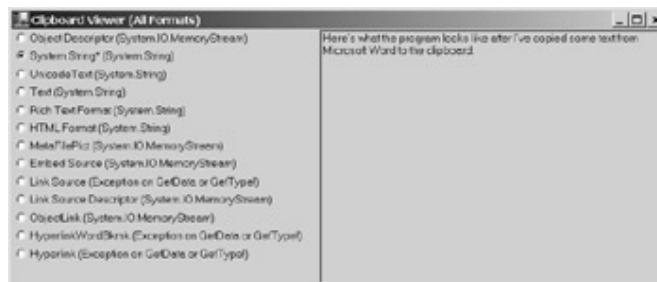 Clipboard Viewer (All Formats)
Object Descriptor (System.IO.MemoryStream)
System.String* (System.String)
UnicodeText (System.String)
Text (System.String)
Rich Text Format (System.String)
HTML Format (System.String)
MetaFilePict (System.IO.MemoryStream)
Embed Source (System.IO.MemoryStream)
Link Source (Exception on GetData or GetType!)
Link Source Descriptor (System.IO.MemoryStream)
ObjectLink (System.IO.MemoryStream)
HyperlinkWordBkmk (Exception on GetData or GetType!)
Hyperlink (Exception on GetData or GetType!)
Here's what the program looks like after I've copied some text from
Microsoft Word to the clipboard.